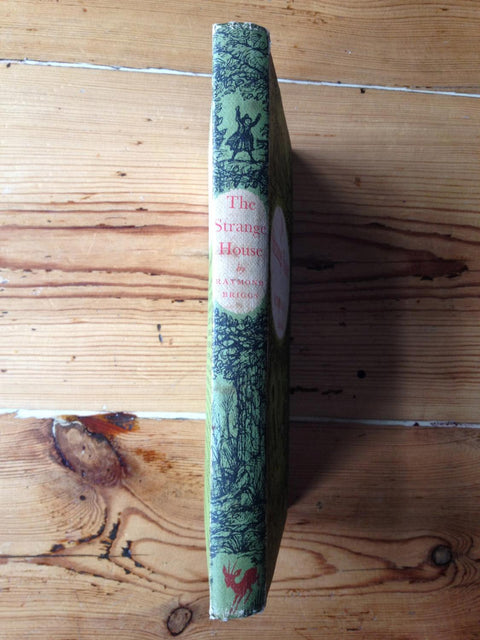 The
Strange
House
by
RAYMOND
BRIGGS